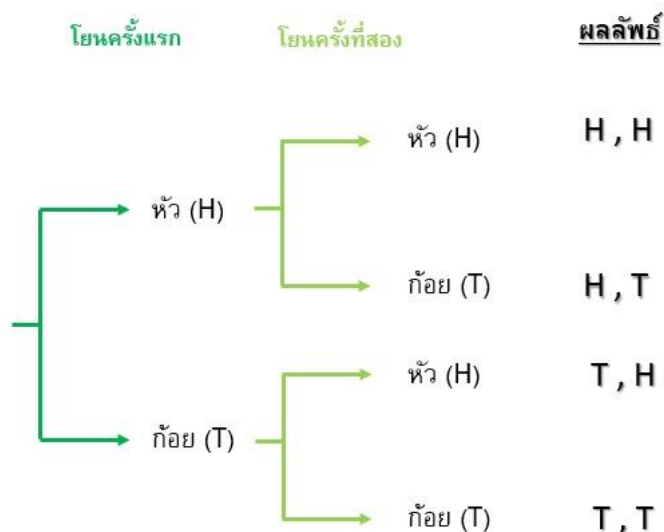 โยนครั้งแรก โยนครั้งที่สอง ผลลัพธ์
หัว (H) H , H
หัว (H)
ก้อย (T) H , T
หัว (H) T , H
ก้อย (T)
ก้อย (T) T , T